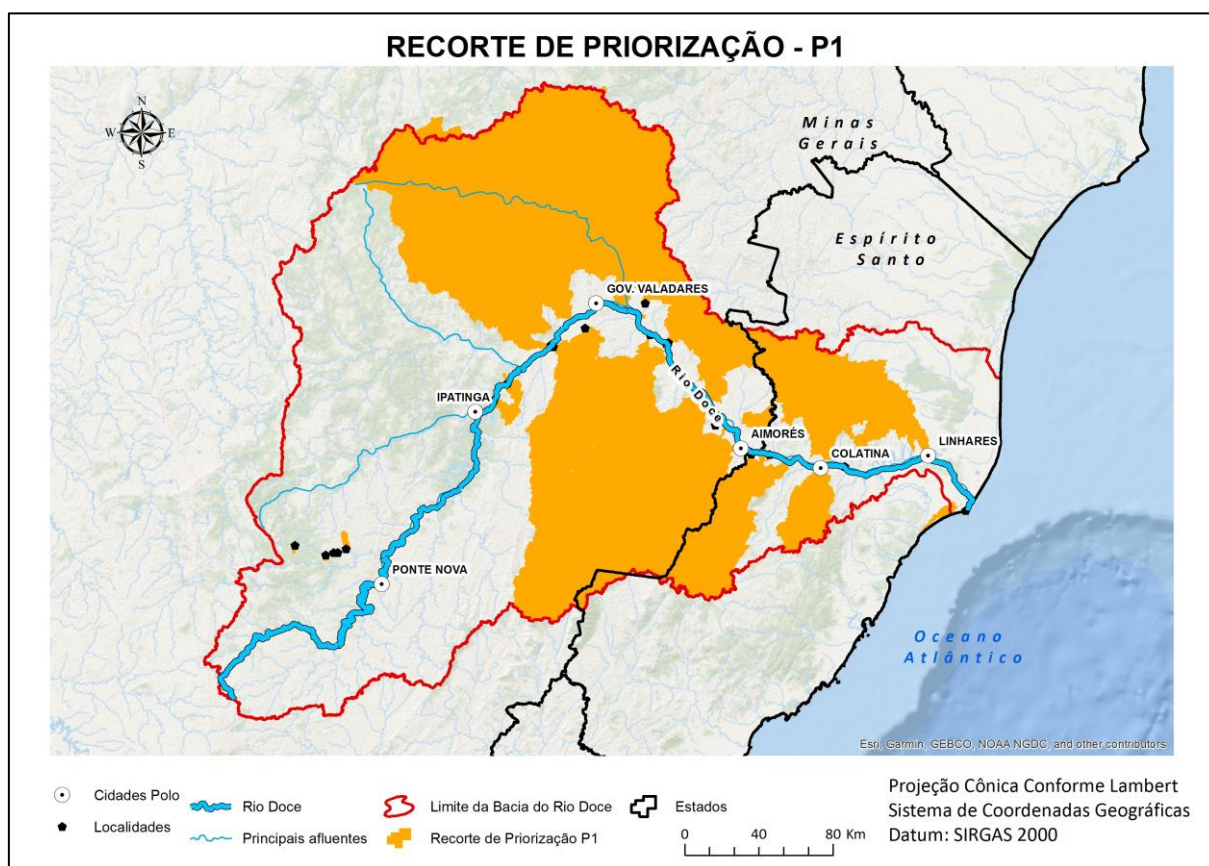 RECORTE DE PRIORIZAÇÃO - P1
N
W
E
S
Minas
Gerais
Espírito
Santo
GOV. VALADARES
IPATINGA
Rio Doce
AIMORÉS
COLATINA
LINHARES
PONTE NOVA
Oceano
Atlântico
Esri, Garmin, GEBCO, NOAA NGDC, and other contributors
Cidades Polo
Localidades
Rio Doce
Principais afluentes
Limite da Bacia do Rio Doce
Recorte de Priorização P1
Estados
0 40 80 Km
Projeção Cônica Conforme Lambert
Sistema de Coordenadas Geográficas
Datum: SIRGAS 2000